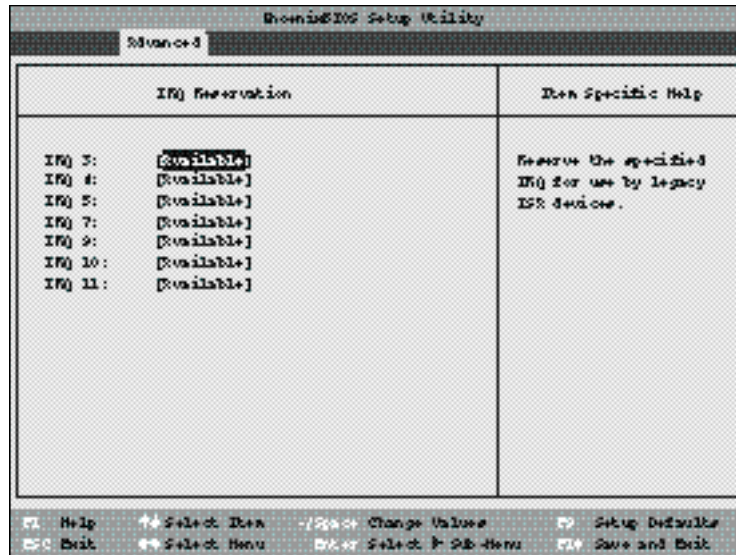 PhoenixBIOS Setup Utility
Advanced
IRQ Reservation
Item Specific Help
IRQ 3: [Available]
IRQ 4: [Available]
IRQ 5: [Available]
IRQ 7: [Available]
IRQ 9: [Available]
IRQ 10: [Available]
IRQ 11: [Available]
Reserve the specified
IRQ for use by legacy
ISA devices.
F1 Help ↑↓ Select Item -/Space Change Values F9 Setup Defaults
ESC Exit ↔ Select Menu Enter Select ▶ Sub-Menu F10 Save and Exit